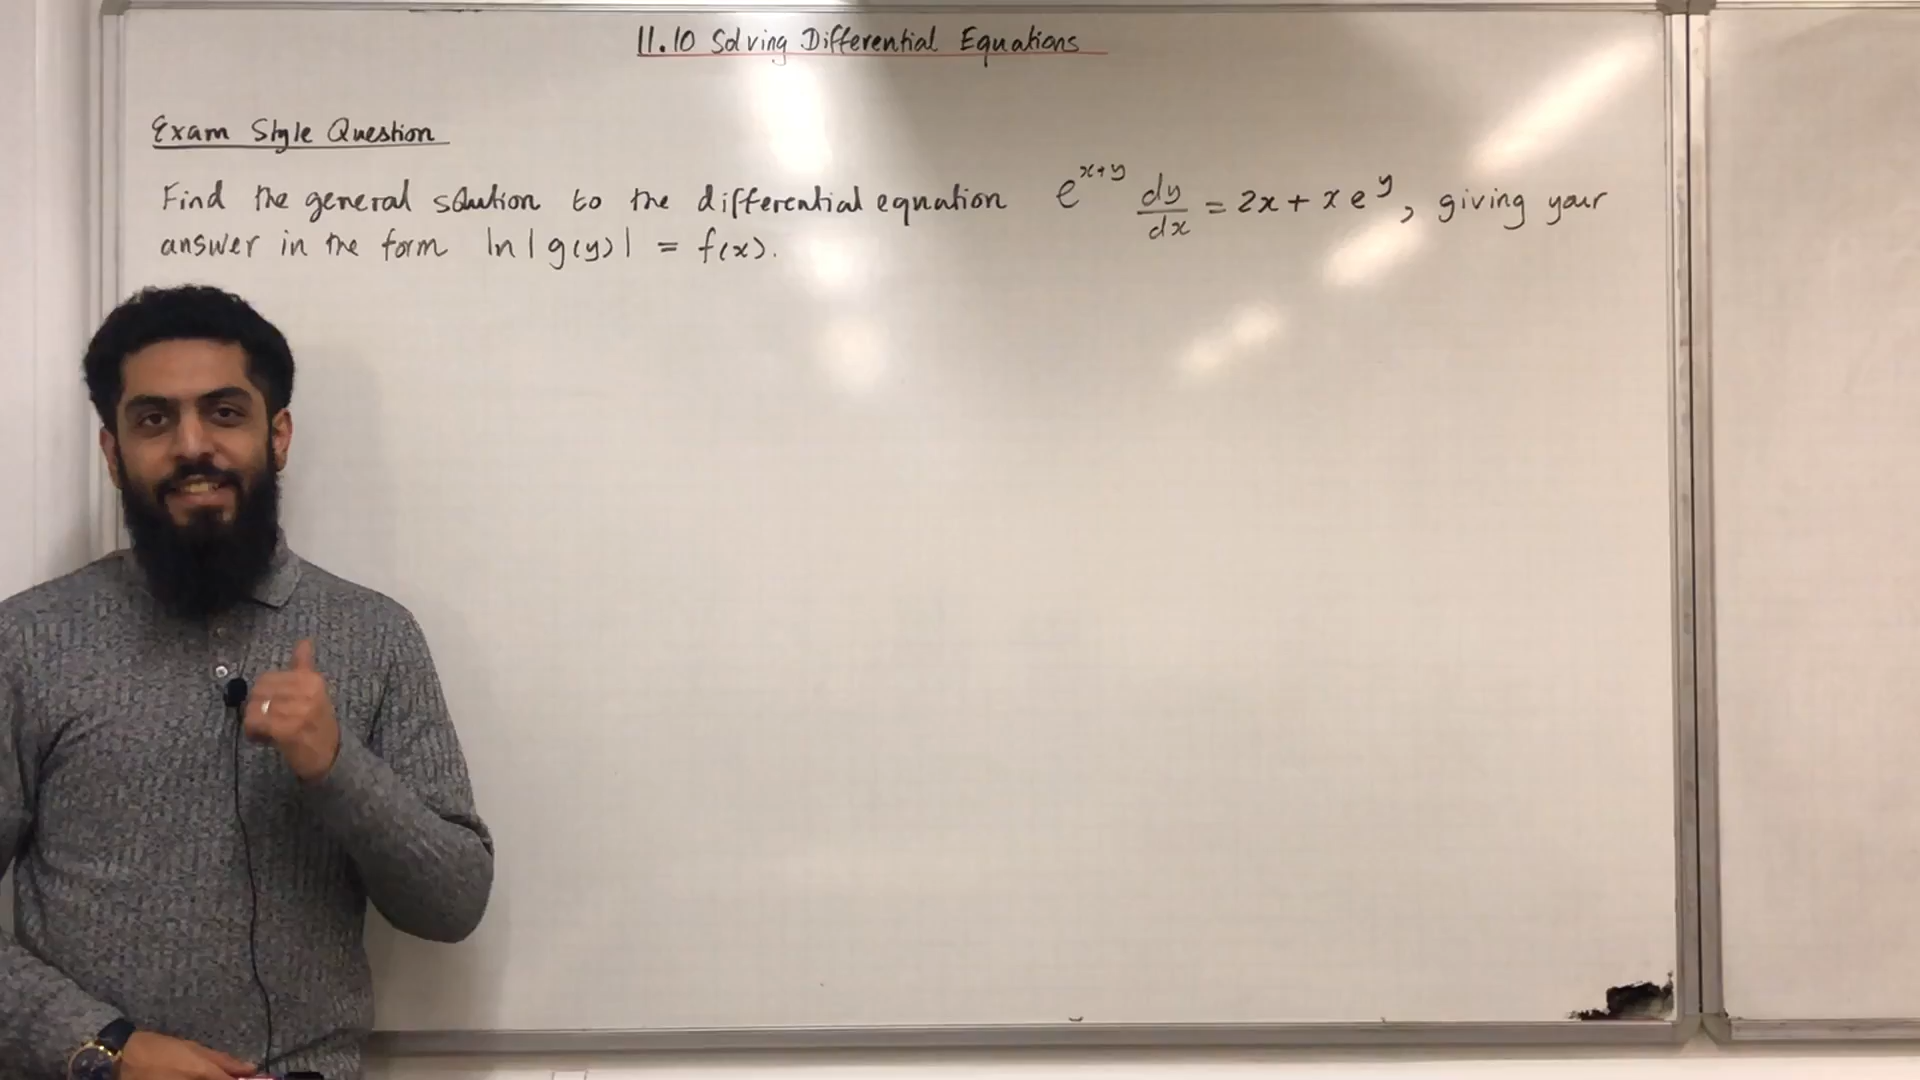 11.10 Solving Differential Equations
Exam Style Question
Find the general solution to the differential equation e^{x+y} dy/dx = 2x + xe^y, giving your
answer in the form ln|g(y)| = f(x).